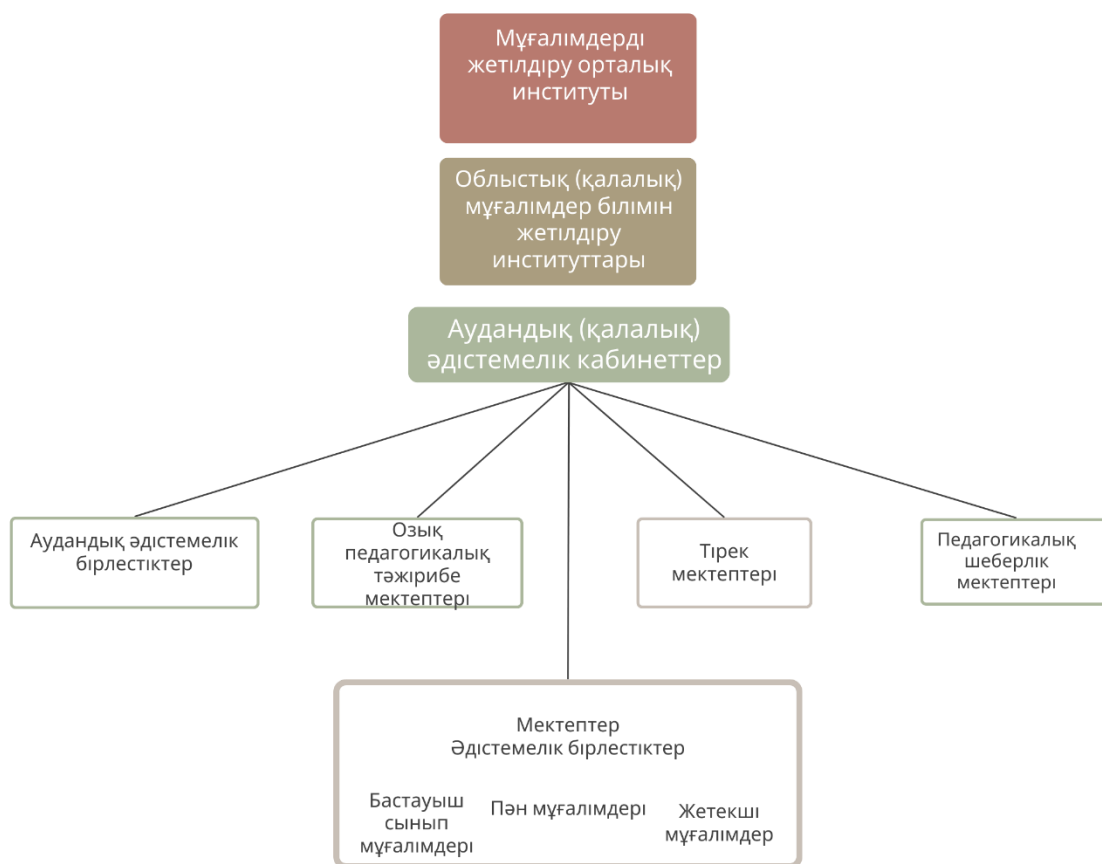 Мұғалімдерді
жетілдіру орталық
институты
Облыстық (қалалық)
мұғалімдер білімін
жетілдіру
институттары
Аудандық (қалалық)
әдістемелік кабинеттер
Аудандық әдістемелік
бірлестіктер
Озық
педагогикалық
тәжірибе
мектептері
Тірек
мектептері
Педагогикалық
шеберлік
мектептері
Мектептер
Әдістемелік бірлестіктер
Бастауыш
сынып
мұғалімдері
Пән мұғалімдері
Жетекші
мұғалімдер